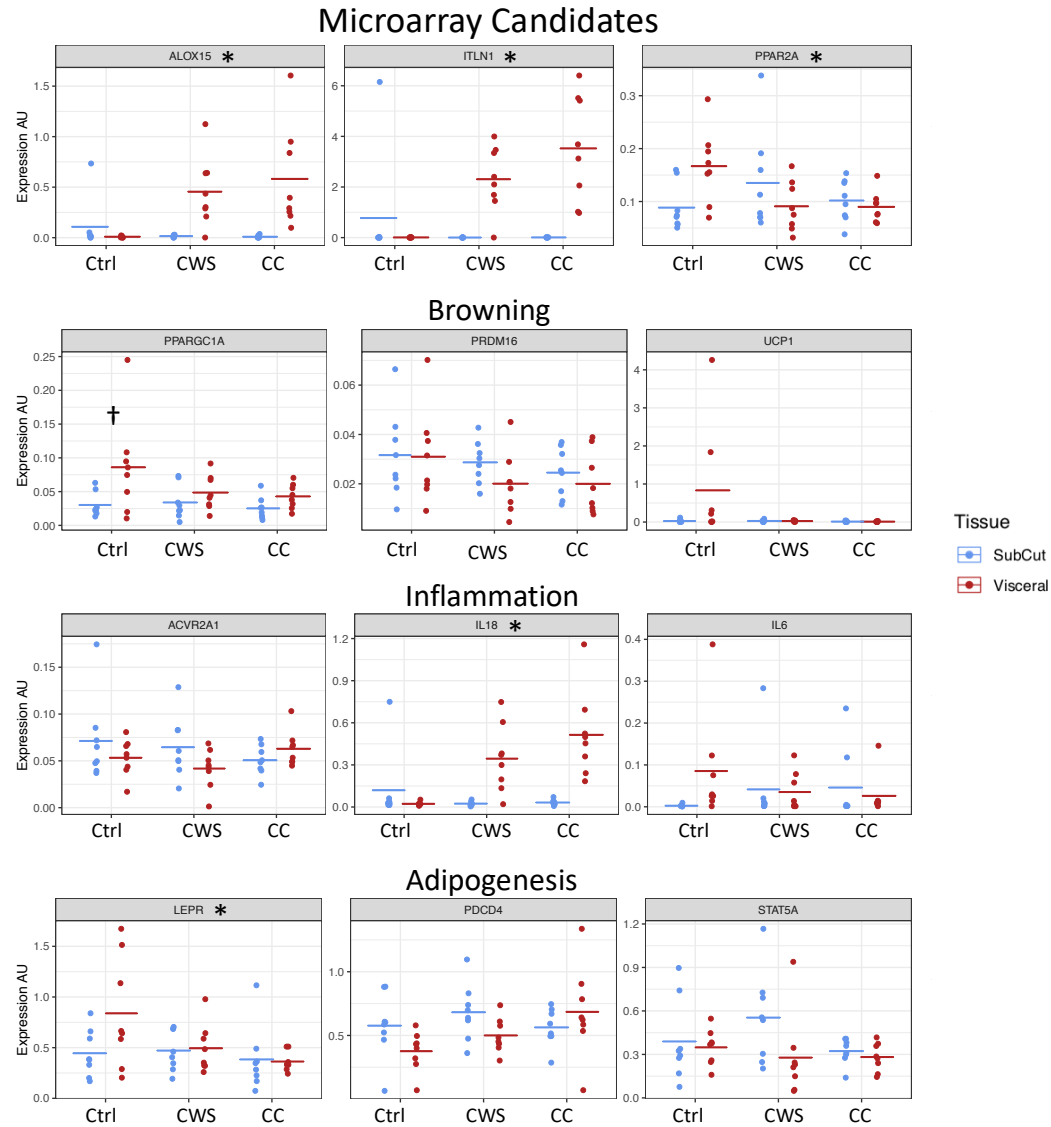 Microarray Candidates
ALOX15 *
ITLN1 *
PPAR2A *
Expression AU
1.5
1.0
0.5
0.0
6
4
2
0
0.3
0.2
0.1
Ctrl CWS CC
Ctrl CWS CC
Ctrl CWS CC
Browning
PPARGC1A
PRDM16
UCP1
Expression AU
0.25
0.20
0.15
0.10
0.05
0.00
†
0.06
0.04
0.02
4
3
2
1
0
Ctrl CWS CC
Ctrl CWS CC
Ctrl CWS CC
Tissue
SubCut
Visceral
Inflammation
ACVR2A1
IL18 *
IL6
Expression AU
0.15
0.10
0.05
0.00
1.2
0.9
0.6
0.3
0.0
0.4
0.3
0.2
0.1
0.0
Ctrl CWS CC
Ctrl CWS CC
Ctrl CWS CC
Adipogenesis
LEPR *
PDCD4
STAT5A
Expression AU
1.5
1.0
0.5
0.0
1.0
0.5
1.2
0.9
0.6
0.3
0.0
Ctrl CWS CC
Ctrl CWS CC
Ctrl CWS CC